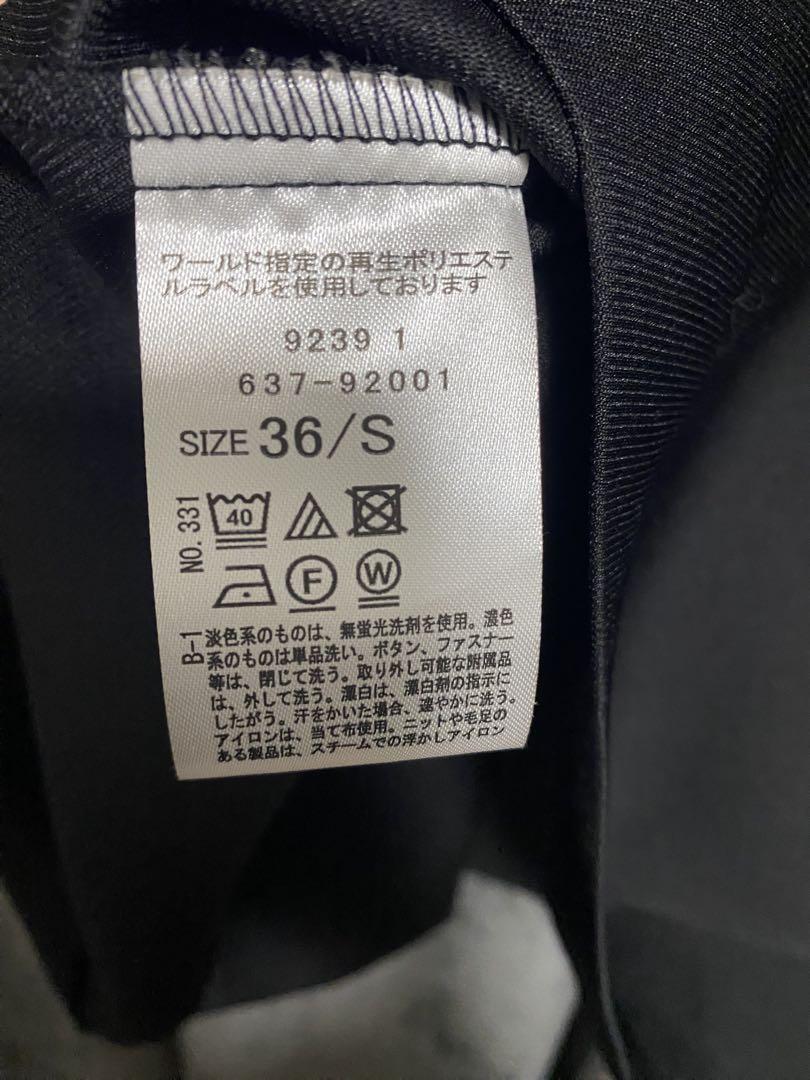 ワールド指定の再生ポリエステ
ルラベルを使用しております
9239 1
637-92001
SIZE 36/S
NO. 331
40
F
W
B-1
淡色系のものは、無蛍光洗剤を使用。濃色
系のものは単品洗い。ボタン、ファスナー
等は、閉じて洗う。取り外し可能な附属品
は、外して洗う。漂白は、漂白剤の指示に
したがう。汗をかいた場合、速やかに洗う。
アイロンは、当て布使用。ニットや毛足の
ある製品は、スチームでの浮かしアイロン